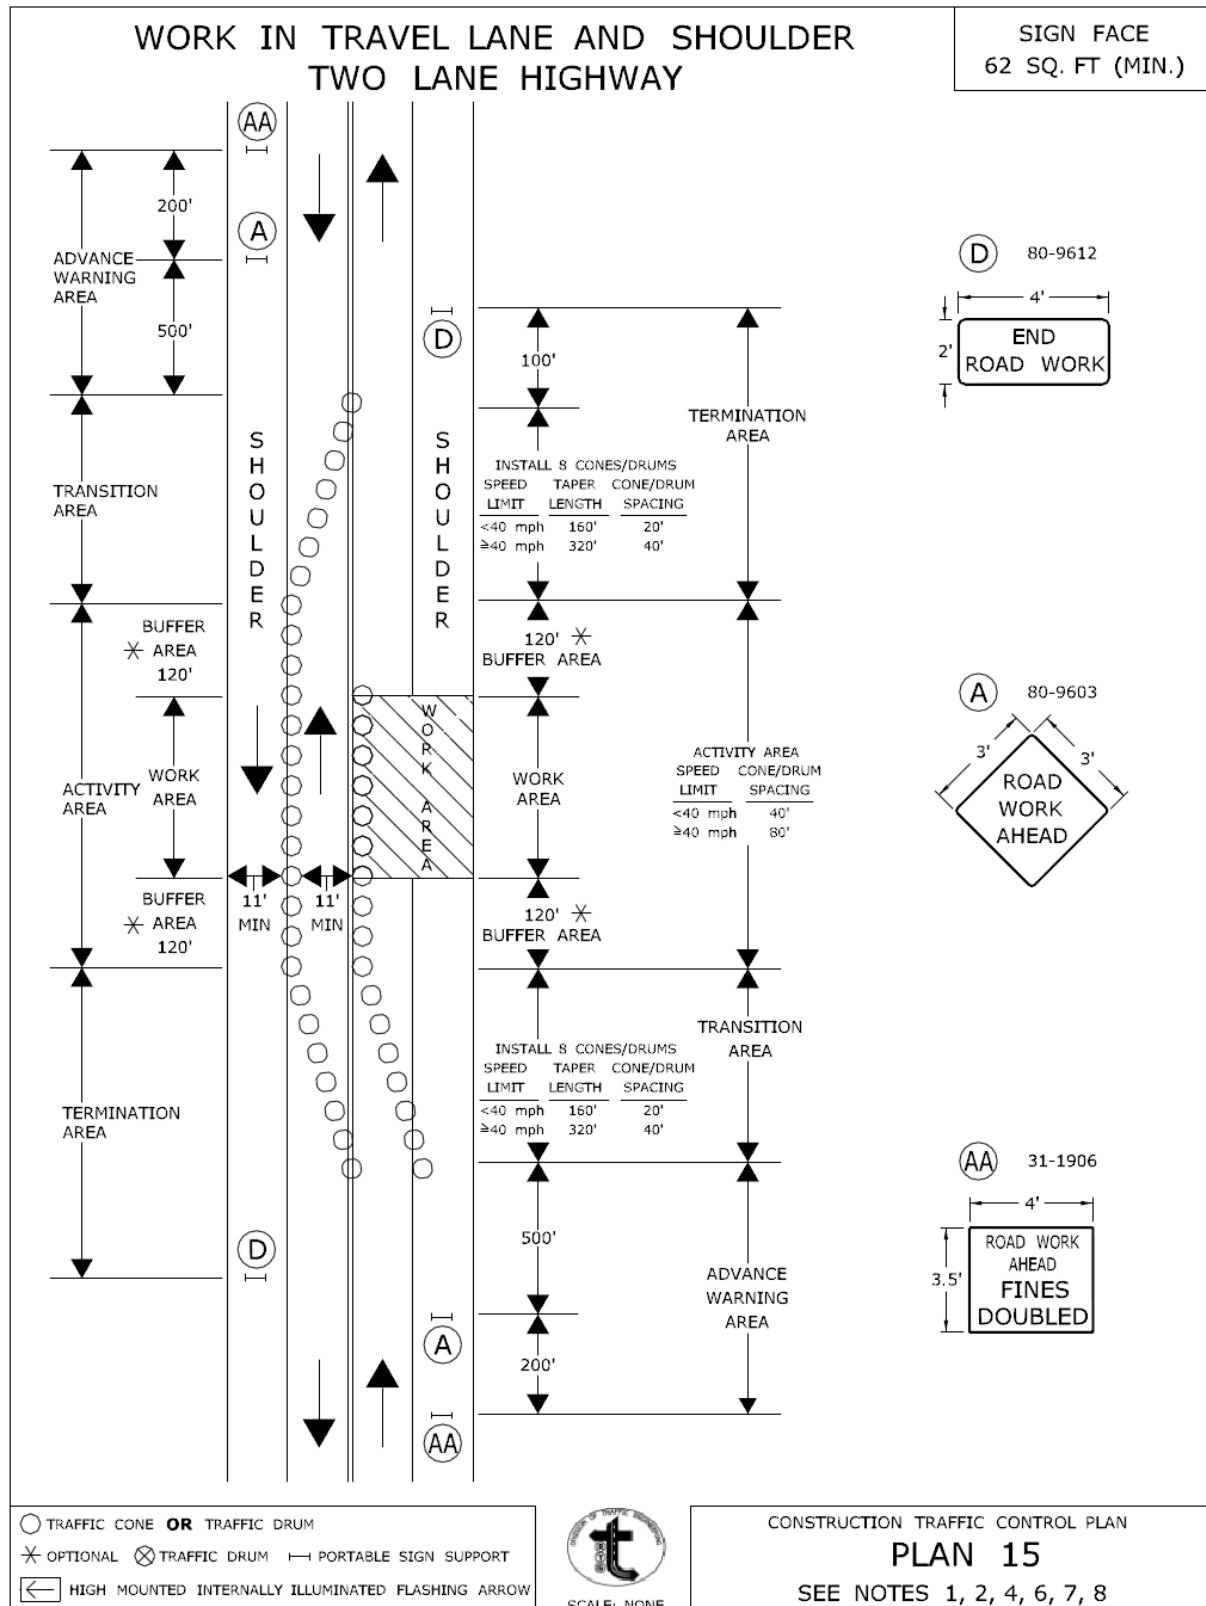 WORK IN TRAVEL LANE AND SHOULDER
TWO LANE HIGHWAY
SIGN FACE
62 SQ. FT (MIN.)
AA
200'
A
ADVANCE
WARNING
AREA
500'
D
100'
TERMINATION
AREA
SHOULDER
SHOULDER
TRANSITION
AREA
INSTALL 8 CONES/DRUMS
SPEED TAPER CONE/DRUM
LIMIT LENGTH SPACING
<40 mph 160' 20'
≥40 mph 320' 40'
BUFFER
AREA
120'
120'
BUFFER AREA
WORK AREA
ACTIVITY
AREA
WORK
AREA
WORK
AREA
ACTIVITY AREA
SPEED CONE/DRUM
LIMIT SPACING
<40 mph 40'
≥40 mph 80'
BUFFER
AREA
120'
11'
MIN
11'
MIN
120'
BUFFER AREA
TRANSITION
AREA
INSTALL 8 CONES/DRUMS
SPEED TAPER CONE/DRUM
LIMIT LENGTH SPACING
<40 mph 160' 20'
≥40 mph 320' 40'
TERMINATION
AREA
D
500'
ADVANCE
WARNING
AREA
A
200'
AA
D 80-9612
4'
2'
END
ROAD WORK
A 80-9603
3'
3'
ROAD
WORK
AHEAD
AA 31-1906
4'
3.5'
ROAD WORK
AHEAD
FINES
DOUBLED
TRAFFIC CONE OR TRAFFIC DRUM
OPTIONAL TRAFFIC DRUM PORTABLE SIGN SUPPORT
HIGH MOUNTED INTERNALLY ILLUMINATED FLASHING ARROW
DIVISION OF TRAFFIC ENGINEERING
t
SCALE: NONE
CONSTRUCTION TRAFFIC CONTROL PLAN
PLAN 15
SEE NOTES 1, 2, 4, 6, 7, 8